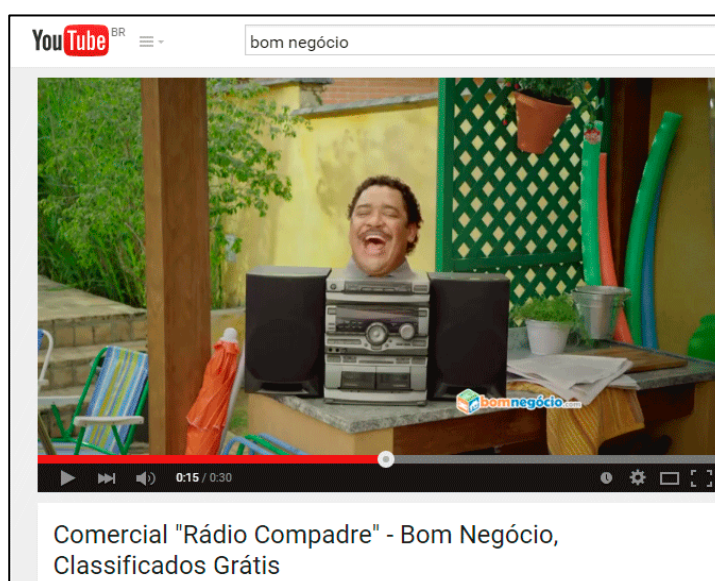 YouTube BR
bom negócio
bomnegócio.com
0:15 / 0:30
Comercial "Rádio Compadre" - Bom Negócio,
Classificados Grátis